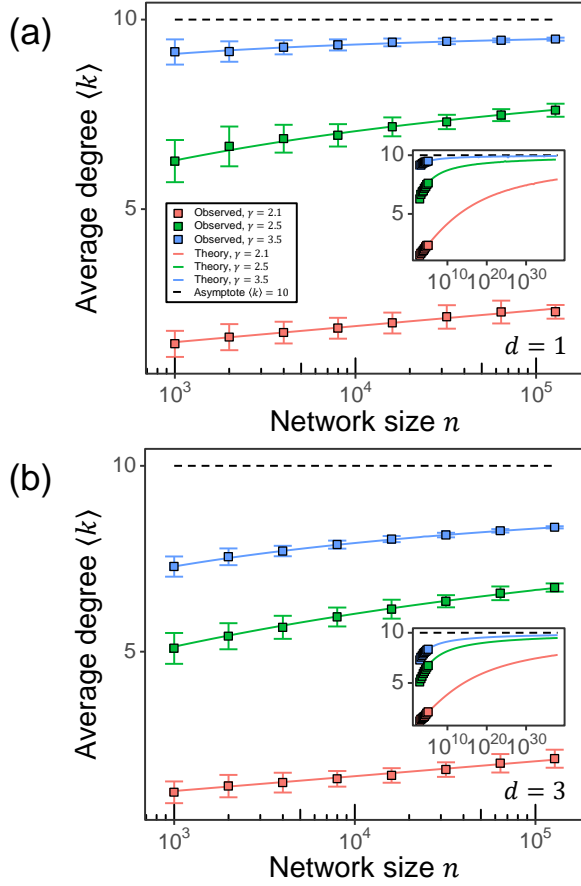 (a)
Average degree ⟨k⟩
10
5
10
5
10^10 10^20 10^30
Observed, γ = 2.1
Observed, γ = 2.5
Observed, γ = 3.5
Theory, γ = 2.1
Theory, γ = 2.5
Theory, γ = 3.5
Asymptote ⟨k⟩ = 10
d = 1
10^3 10^4 10^5
Network size n
(b)
Average degree ⟨k⟩
10
5
10
5
10^10 10^20 10^30
d = 3
10^3 10^4 10^5
Network size n